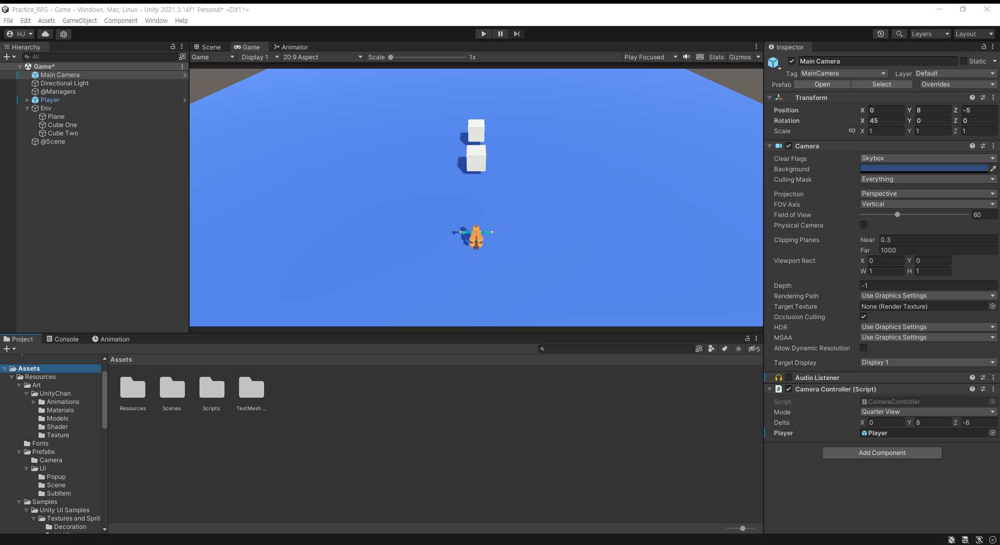 Practice_RPG - Game - Windows, Mac, Linux - Unity 2021.3.16f1 Personal* <DX11>
File Edit Assets GameObject Component Window Help
HJ
Layers Layout
Hierarchy
All
Game*
Main Camera
Directional Light
@Managers
Player
Env
Plane
Cube One
Cube Two
@Scene
Scene Game Animator
Game Display 1 20:9 Aspect Scale 1x Play Focused Stats Gizmos
Inspector
Main Camera Static
Tag MainCamera Layer Default
Prefab Open Select Overrides
Transform
Position X 0 Y 8 Z -5
Rotation X 45 Y 0 Z 0
Scale X 1 Y 1 Z 1
Camera
Clear Flags Skybox
Background
Culling Mask Everything
Projection Perspective
FOV Axis Vertical
Field of View 60
Physical Camera
Clipping Planes Near 0.3
Far 1000
Viewport Rect X 0 Y 0
W 1 H 1
Depth -1
Rendering Path Use Graphics Settings
Target Texture None (Render Texture)
Occlusion Culling
HDR Use Graphics Settings
MSAA Use Graphics Settings
Allow Dynamic Resolution
Target Display Display 1
Audio Listener
Camera Controller (Script)
Script CameraController
Mode Quarter View
Delta X 0 Y 8 Z -6
Player Player
Add Component
Project Console Animation
5
Assets
Resources
Art
UnityChan
Animations
Materials
Models
Shader
Texture
Fonts
Prefabs
Camera
UI
Popup
Scene
SubItem
Samples
Unity UI Samples
Textures and Sprit
Decoration
Assets
Resources Scenes Scripts TextMesh ...